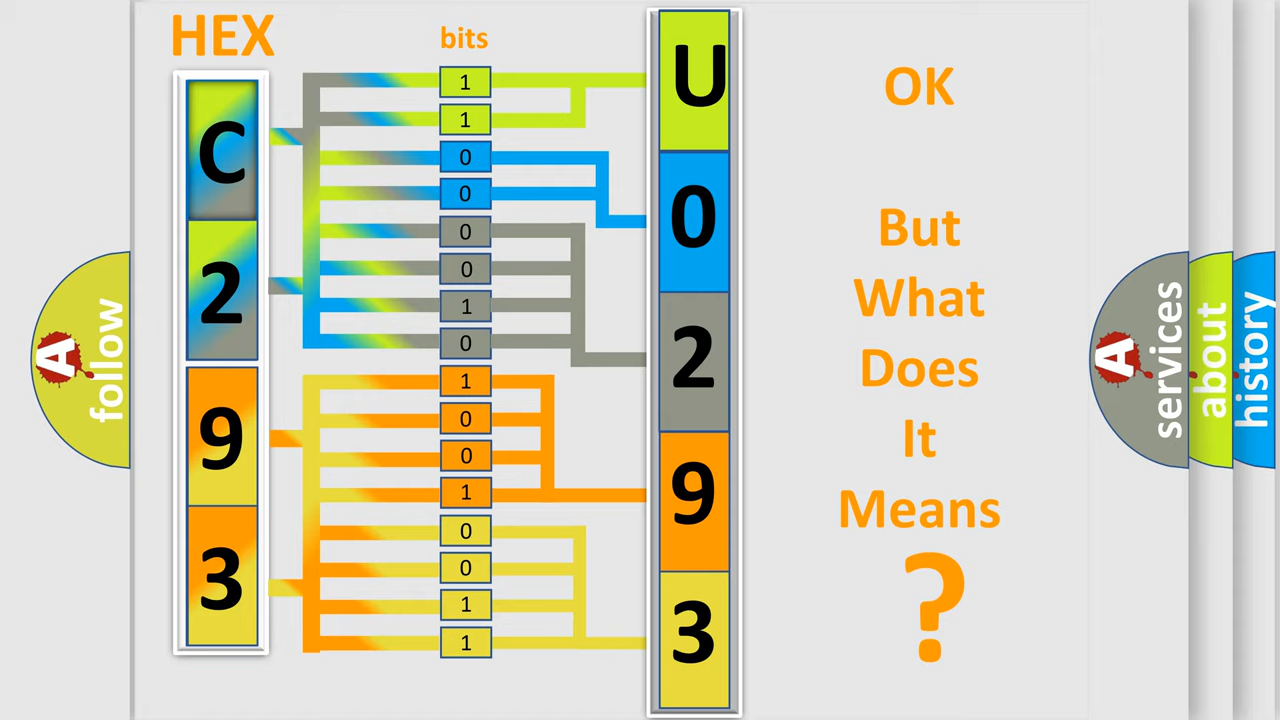 HEX
bits
C
2
9
3
1
1
0
0
0
0
1
0
1
0
0
1
0
0
1
1
U
0
2
9
3
OK
But
What
Does
It
Means
?
A
follow
A
services
about
history